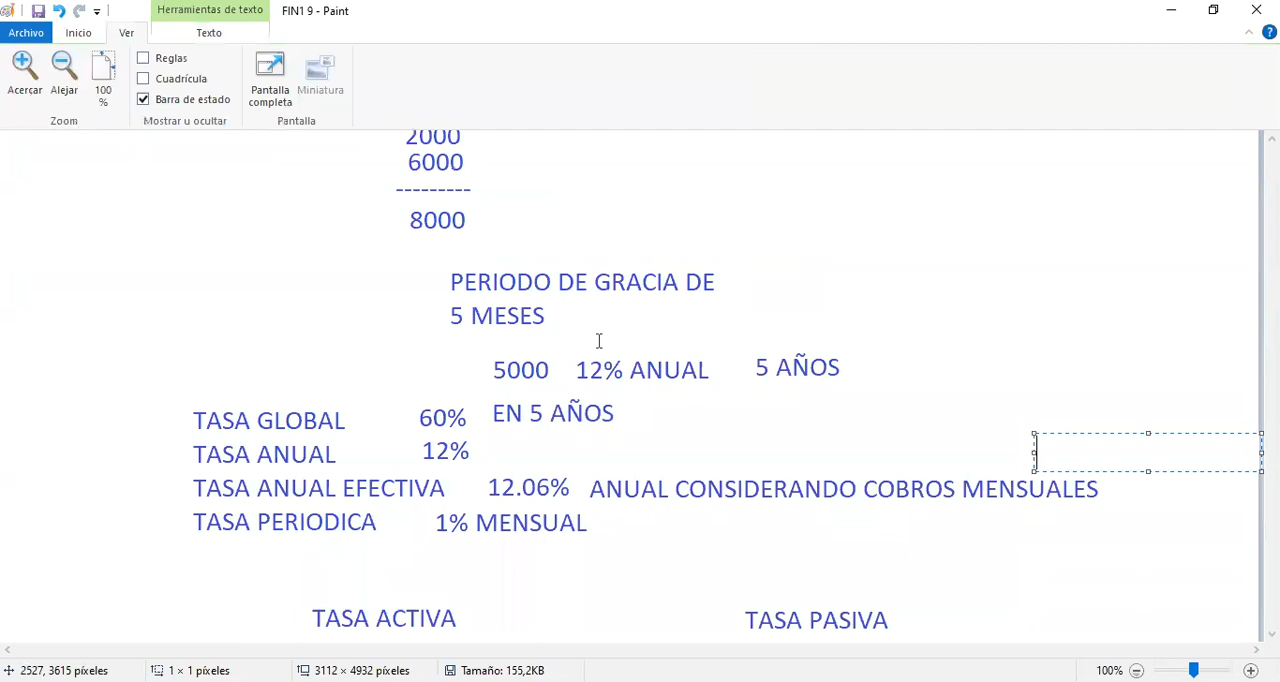 Herramientas de texto FIN1 9 - Paint
Archivo Inicio Ver Texto
Acercar Alejar 100 %
Reglas
Cuadrícula
Barra de estado
Pantalla completa
Miniatura
Zoom Mostrar u ocultar Pantalla
2000
6000
---------
8000
PERIODO DE GRACIA DE
5 MESES
5000 12% ANUAL 5 AÑOS
TASA GLOBAL 60% EN 5 AÑOS
TASA ANUAL 12%
TASA ANUAL EFECTIVA 12.06% ANUAL CONSIDERANDO COBROS MENSUALES
TASA PERIODICA 1% MENSUAL
TASA ACTIVA TASA PASIVA
2527, 3615 píxeles 1 × 1 píxeles 3112 × 4932 píxeles Tamaño: 155,2KB 100%